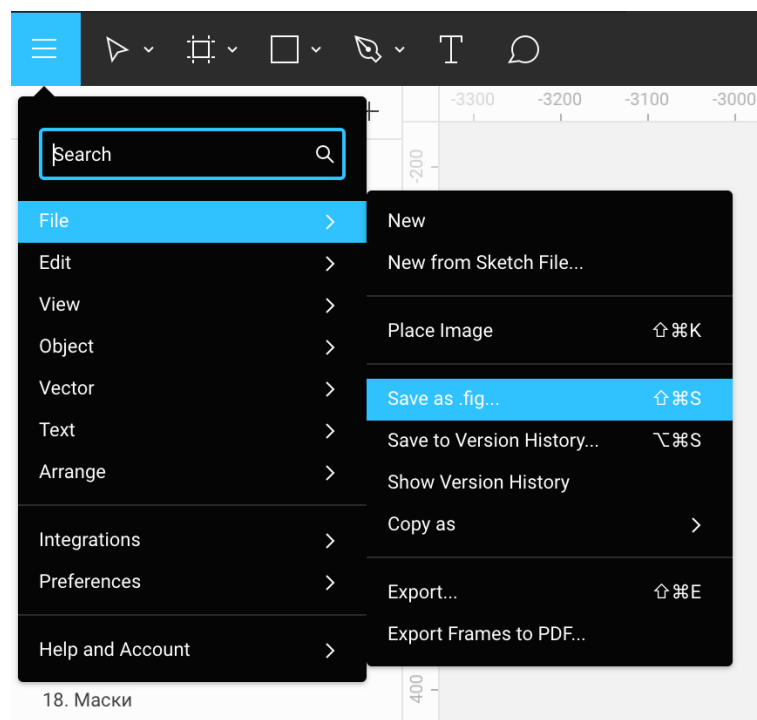 T
-3300 -3200 -3100 -3000
Search
-200
File
New
Edit
New from Sketch File...
View
Place Image ⇧⌘K
Object
Vector
Save as .fig... ⇧⌘S
Text
Save to Version History... ⌥⌘S
Arrange
Show Version History
Copy as
Integrations
Preferences
Export... ⇧⌘E
Export Frames to PDF...
Help and Account
18. Маски
400